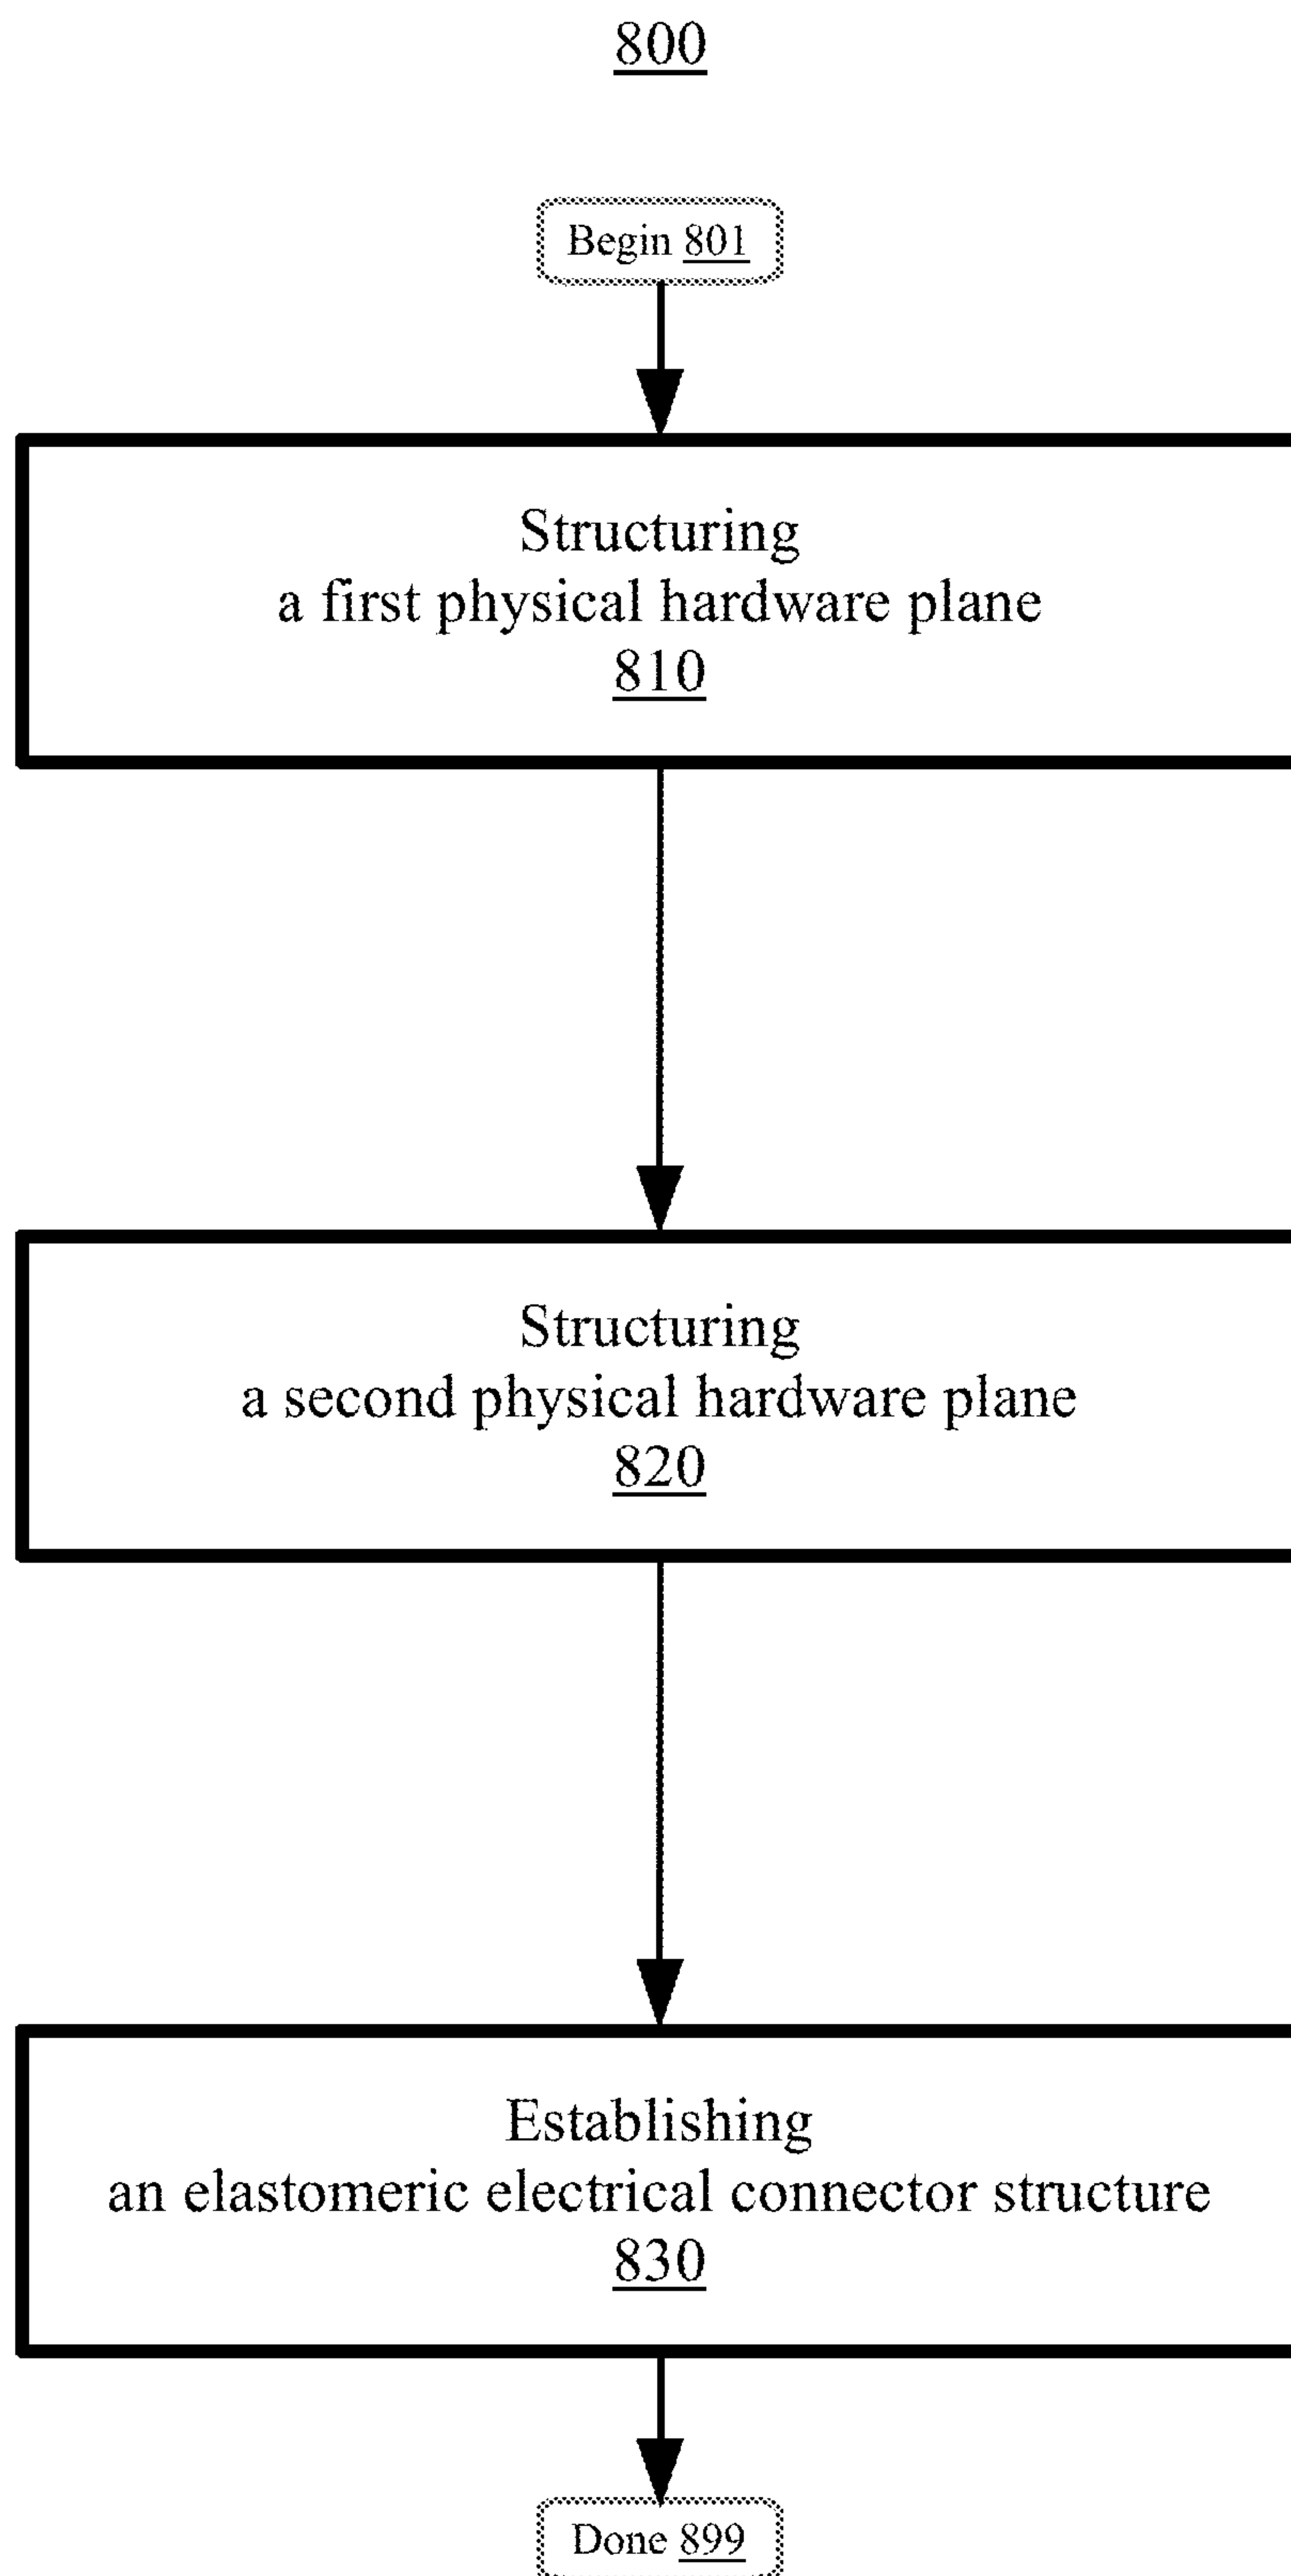 800
Begin 801
Structuring
a first physical hardware plane
810
Structuring
a second physical hardware plane
820
Establishing
an elastomeric electrical connector structure
830
Done 899